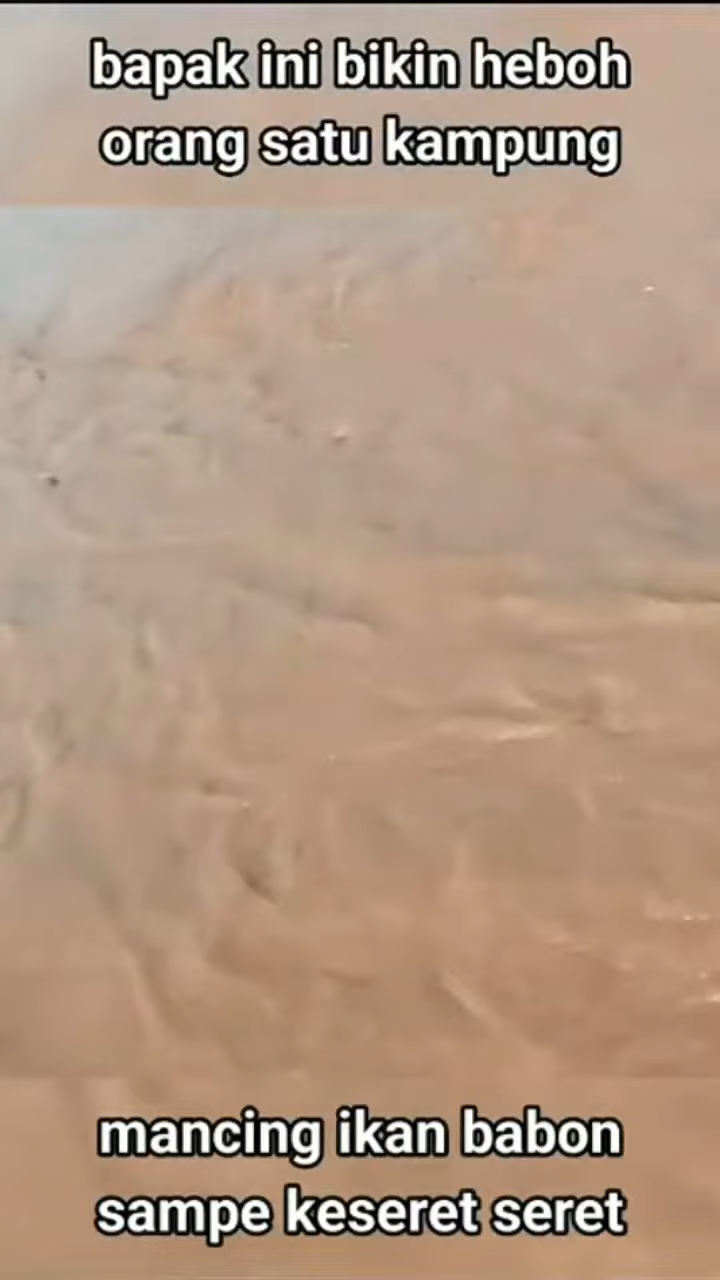 bapak ini bikin heboh
orang satu kampung
mancing ikan babon
sampe keseret seret